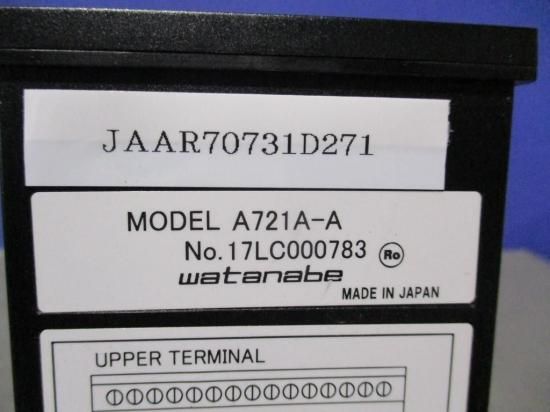 JAAR70731D271
MODEL A721A-A
No.17LC000783 Ro
watanabe
MADE IN JAPAN
UPPER TERMINAL